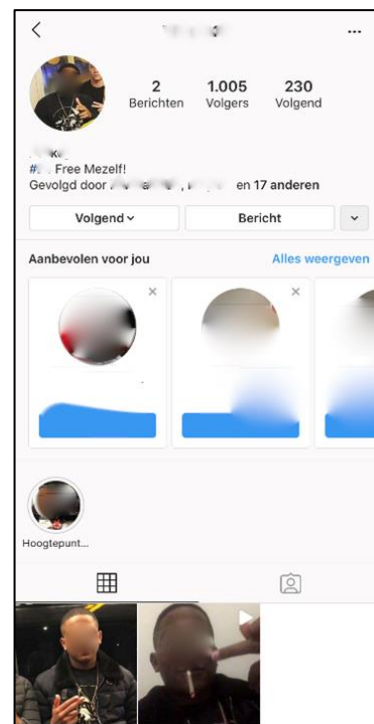 2 1.005 230
Berichten Volgers Volgend
Free Mezelf!
Gevolgd door en 17 anderen
Volgend Bericht
Aanbevolen voor jou Alles weergeven
Hoogtepunt...